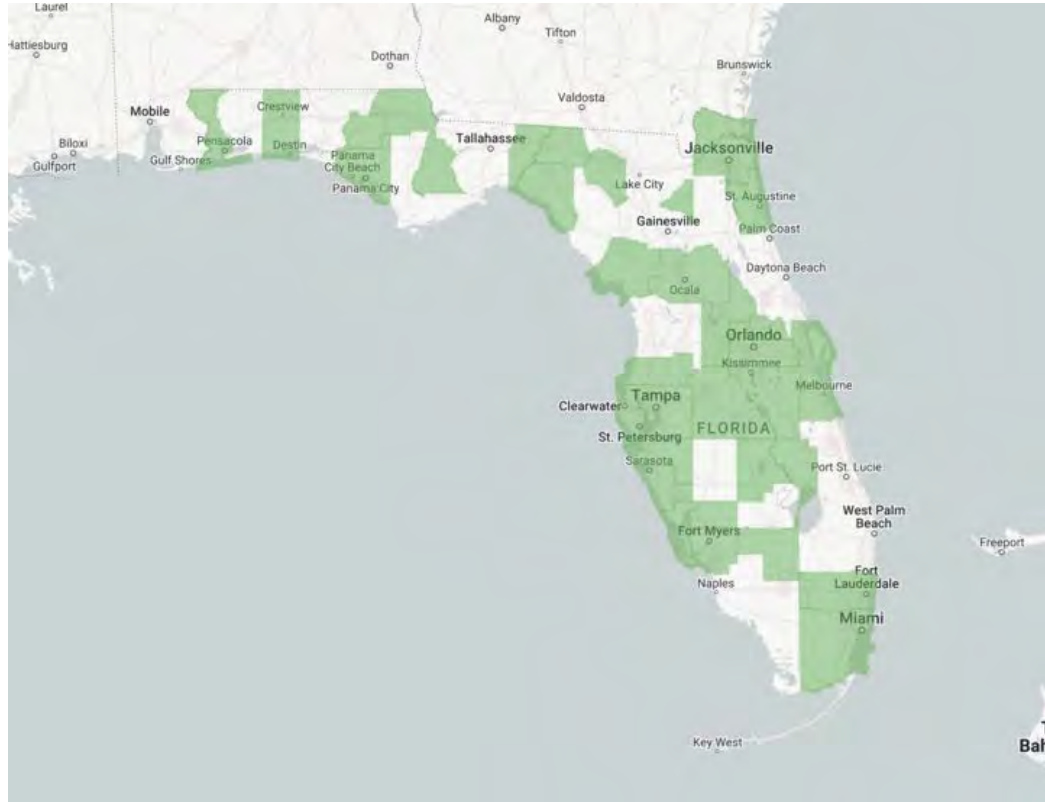 Laurel
Albany
Tifton
Hattiesburg
Dothan
Brunswick
Valdosta
Crestview
Mobile
Tallahassee
Biloxi
Pensacola
Destin
Jacksonville
Gulfport
Gulf Shores
Panama
City Beach
Lake City
Panama City
St. Augustine
Gainesville
Palm Coast
Daytona Beach
Ocala
Orlando
Kissimmee
Melbourne
Clearwater
Tampa
FLORIDA
St. Petersburg
Sarasota
Port St. Lucie
West Palm
Beach
Fort Myers
Freeport
Naples
Fort
Lauderdale
Miami
Key West
T
Bah